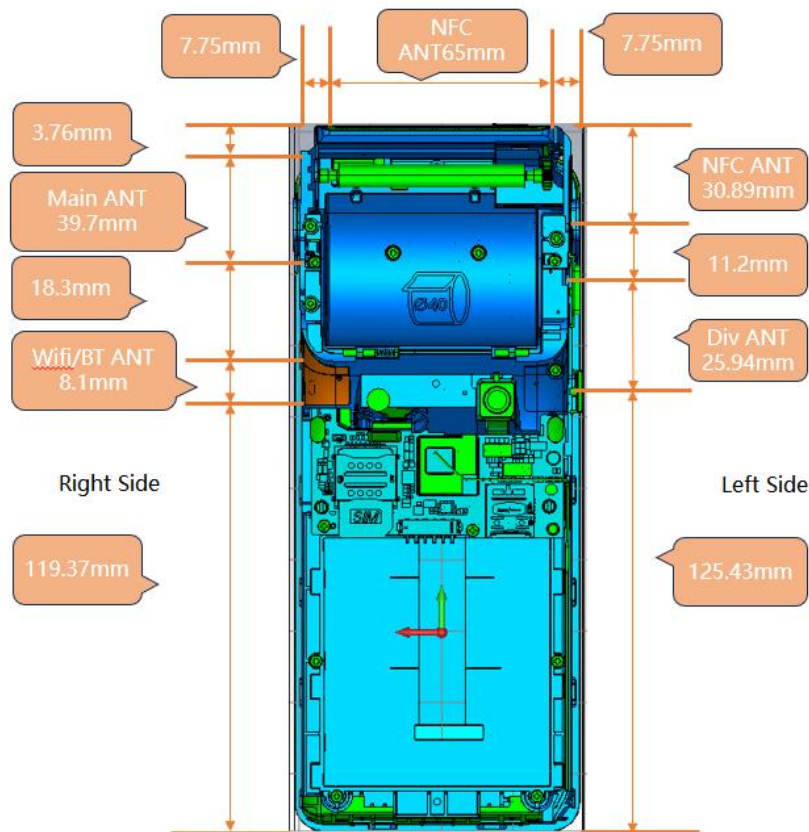 7.75mm
NFC
ANT65mm
7.75mm
3.76mm
Main ANT
39.7mm
18.3mm
Wifi/BT ANT
8.1mm
NFC ANT
30.89mm
11.2mm
Div ANT
25.94mm
Ø40
Right Side
Left Side
SIM
119.37mm
125.43mm